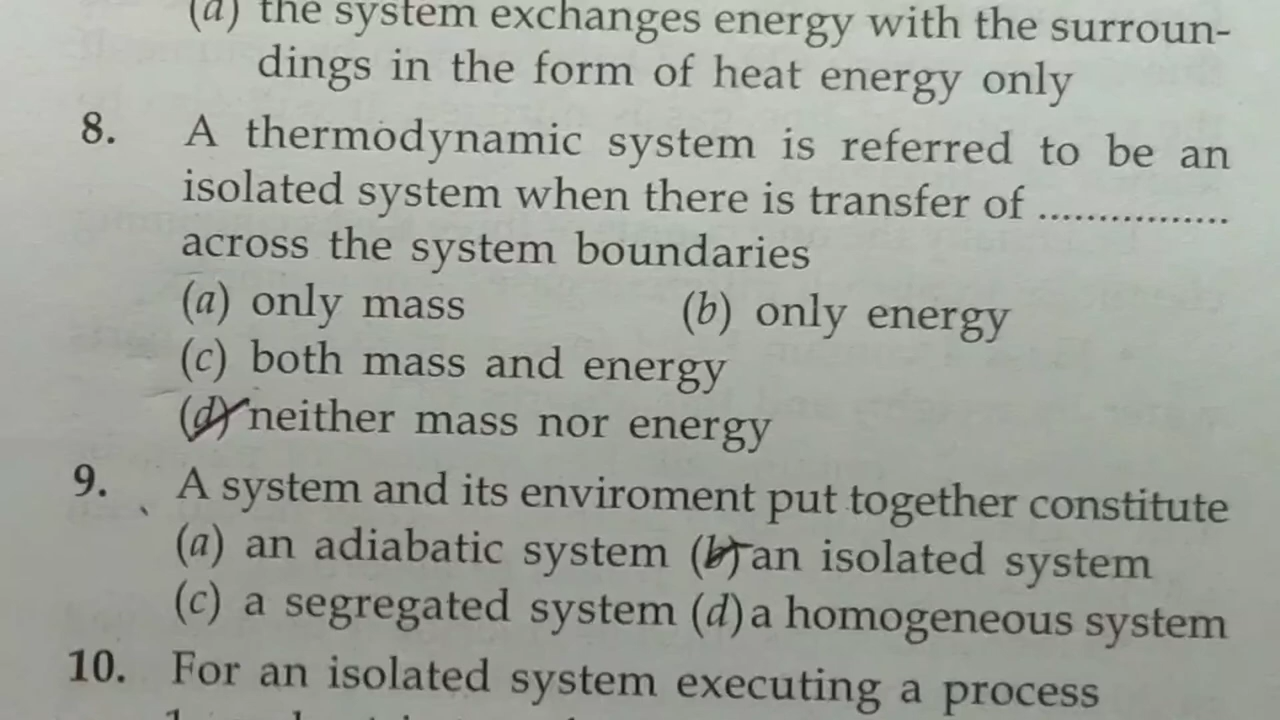 (d) the system exchanges energy with the surroun-
dings in the form of heat energy only
8. A thermodynamic system is referred to be an
isolated system when there is transfer of ................
across the system boundaries
(a) only mass (b) only energy
(c) both mass and energy
(d) neither mass nor energy
9. A system and its enviroment put together constitute
(a) an adiabatic system (b) an isolated system
(c) a segregated system (d) a homogeneous system
10. For an isolated system executing a process